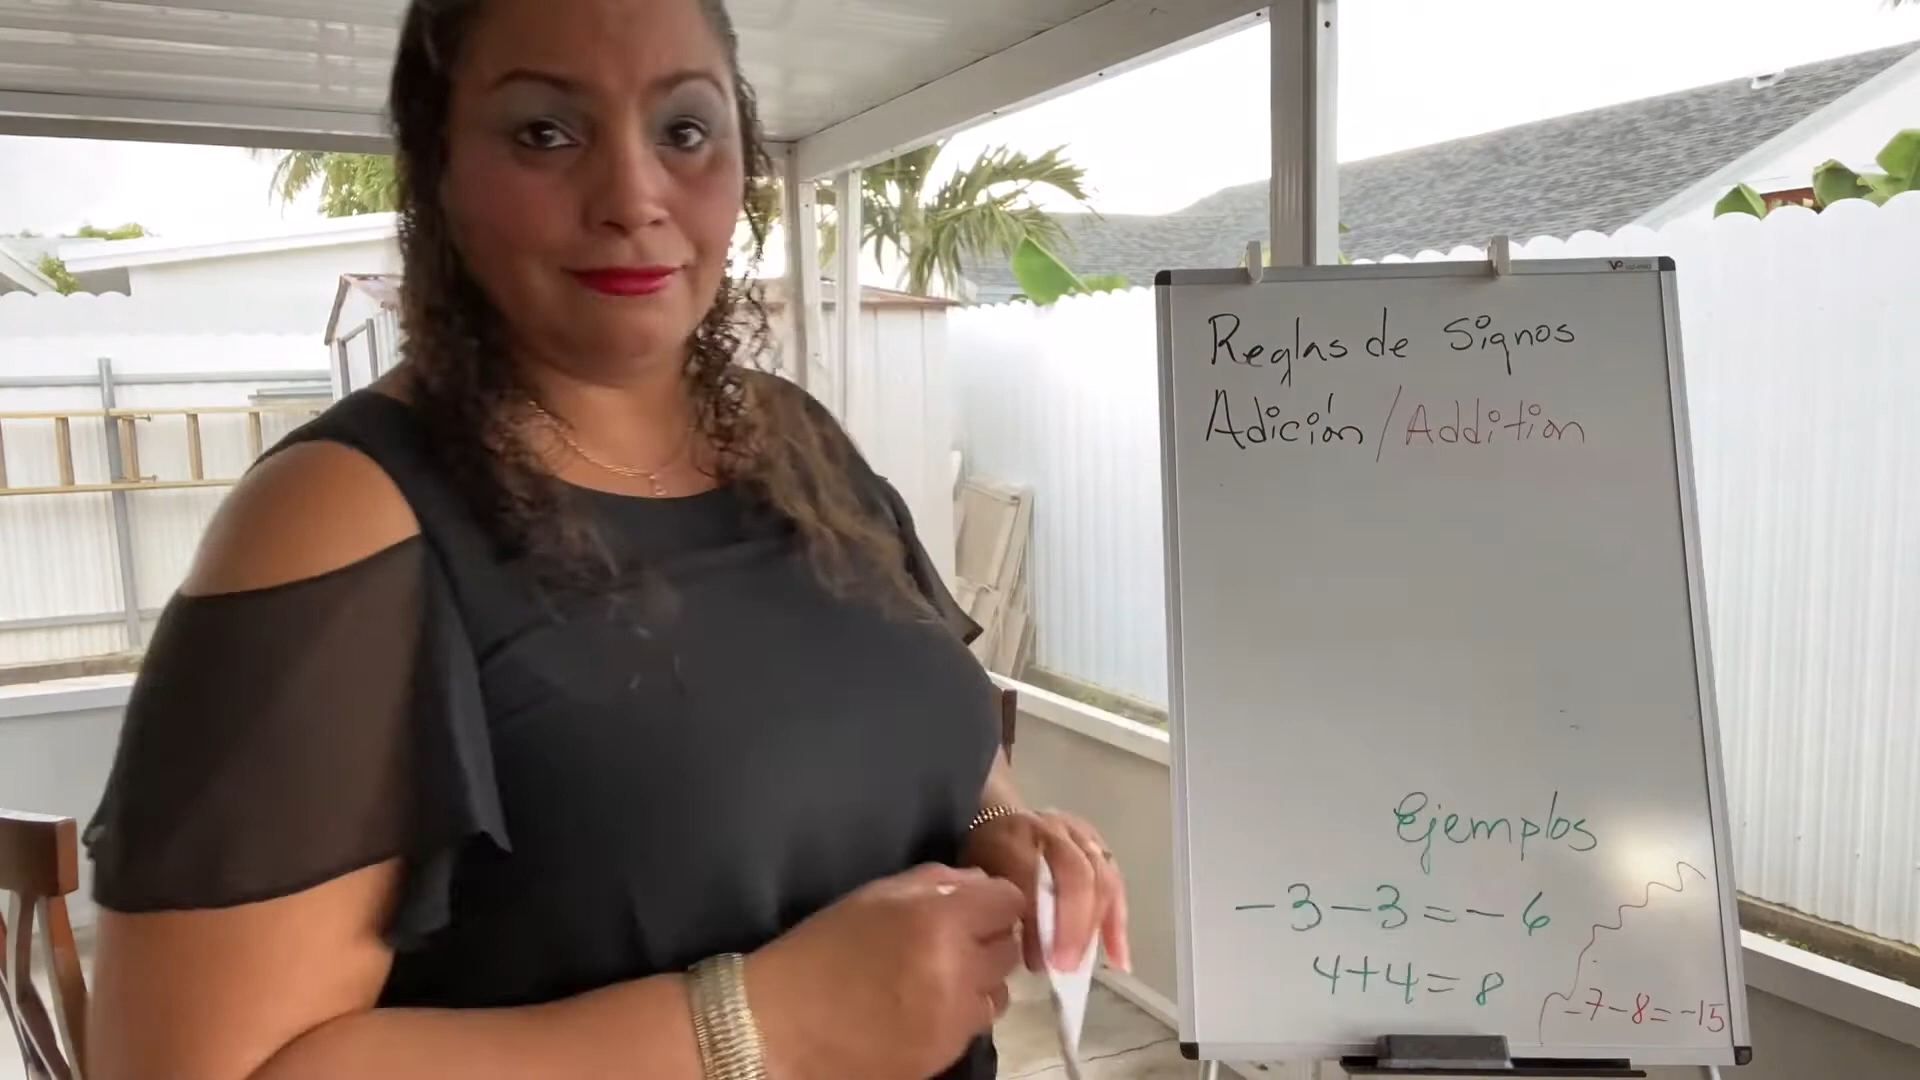 Reglas de Signos
Adición / Addition
Ejemplos
-3-3=-6
4+4=8
-7-8=-15